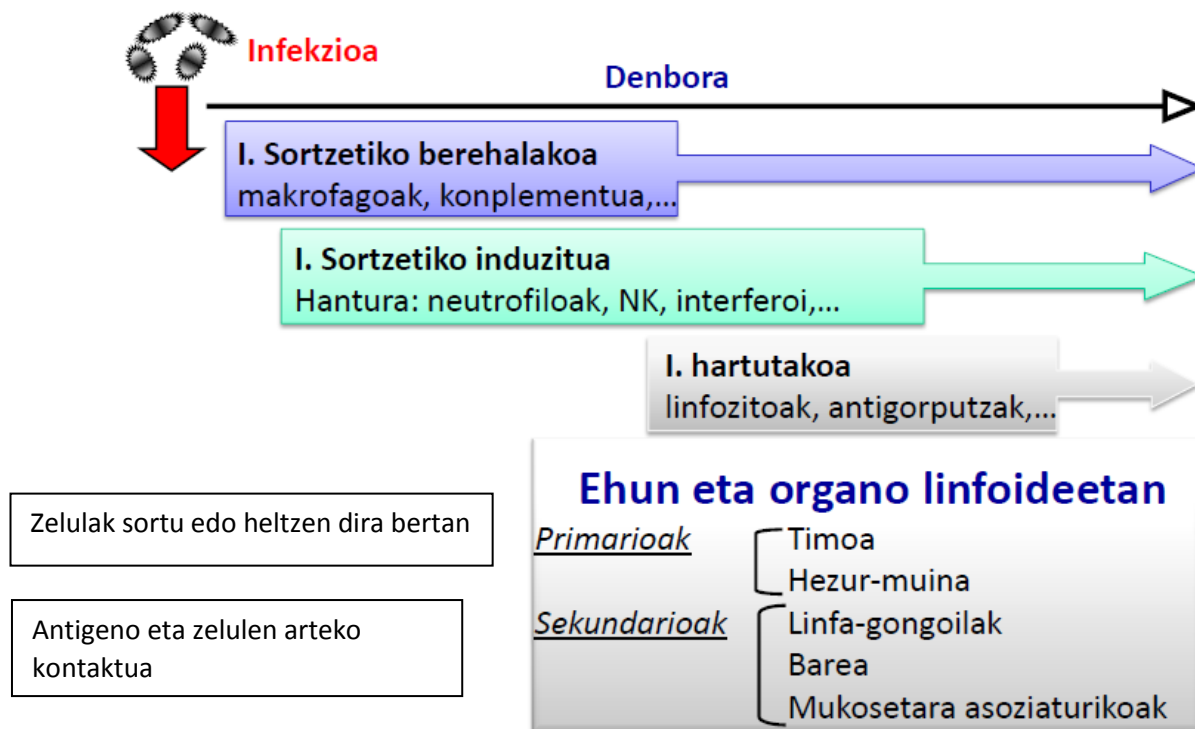 Infekzioa
Denbora
I. Sortzetiko berehalakoa
makrofagoak, konplementua,...
I. Sortzetiko induzitua
Hantura: neutrofiloak, NK, interferoi,...
I. hartutakoa
linfozitoak, antigorputzak,...
Ehun eta organo linfoideetan
Zelulak sortu edo heltzen dira bertan
Primarioak
Timoa
Hezur-muina
Antigeno eta zelulen arteko
kontaktua
Sekundarioak
Linfa-gongoilak
Barea
Mukosetara asoziaturikoak